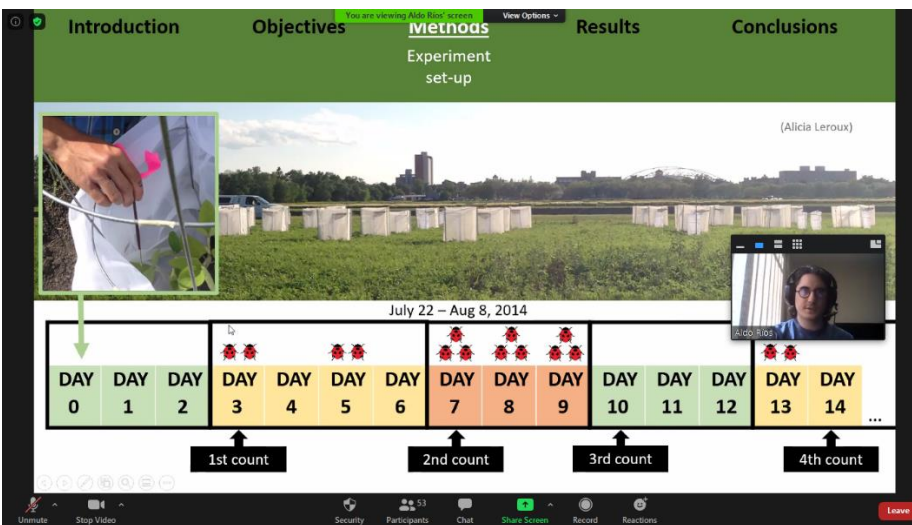 You are viewing Aldo Ríos' screen
View Options
Introduction
Objectives
Methods
Results
Conclusions
Experiment
set-up
(Alicia Leroux)
Aldo Ríos
July 22 – Aug 8, 2014
DAY DAY DAY DAY DAY DAY DAY DAY DAY DAY DAY DAY DAY DAY DAY
0 1 2 3 4 5 6 7 8 9 10 11 12 13 14 ...
1st count
2nd count
3rd count
4th count
53
Unmute
Stop Video
Security
Participants
Chat
Share Screen
Record
Reactions
Leave